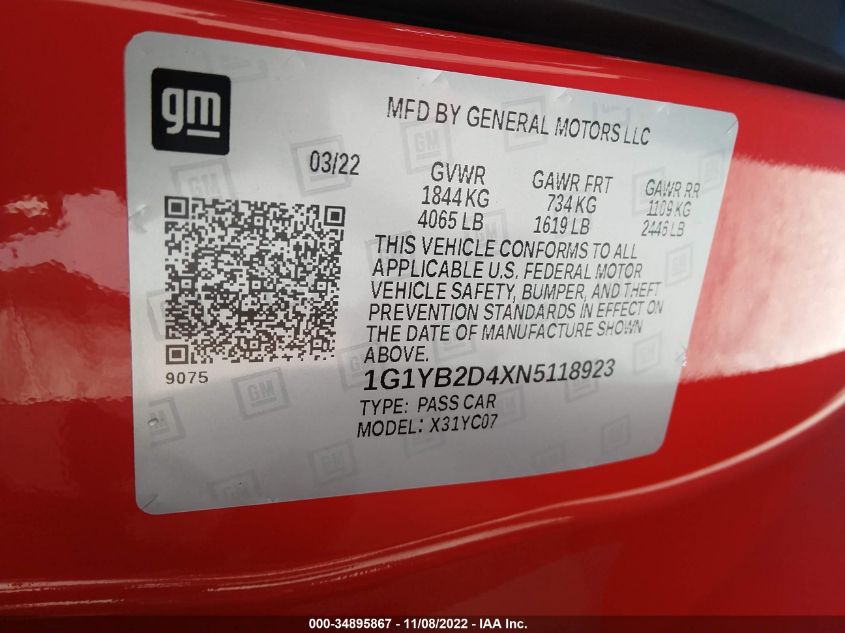 gm
MFD BY GENERAL MOTORS LLC
03/22
GVWR
1844 KG
4065 LB
GAWR FRT
734 KG
1619 LB
GAWR RR
1109 KG
2446 LB
THIS VEHICLE CONFORMS TO ALL
APPLICABLE U.S. FEDERAL MOTOR
VEHICLE SAFETY, BUMPER, AND THEFT
PREVENTION STANDARDS IN EFFECT ON
THE DATE OF MANUFACTURE SHOWN
ABOVE.
9075
1G1YB2D4XN5118923
TYPE: PASS CAR
MODEL: X31YC07
000-34895867 - 11/08/2022 - IAA Inc.